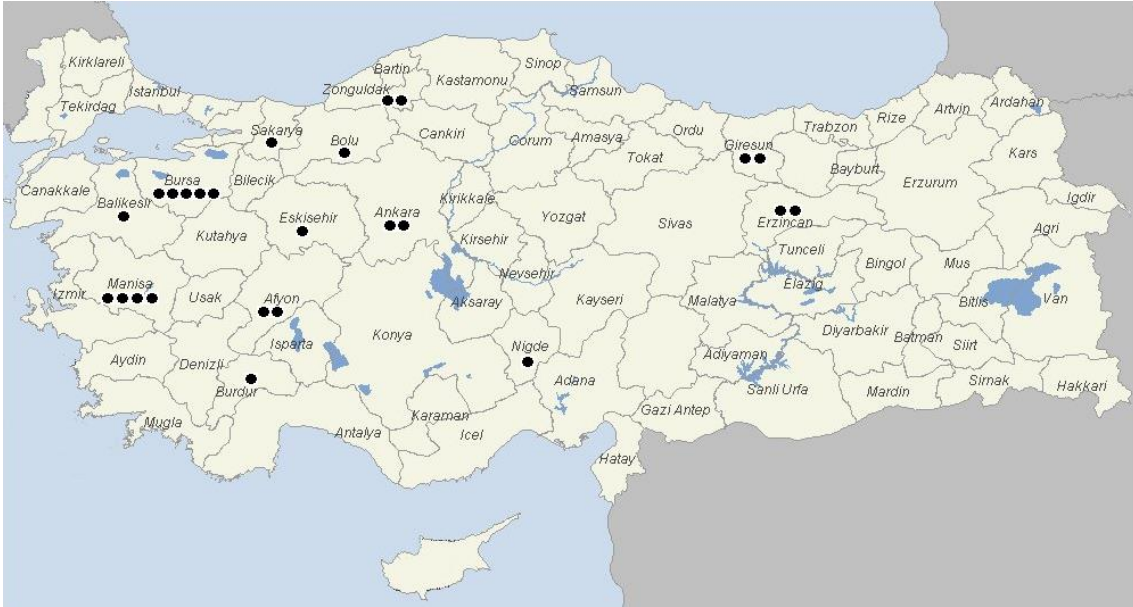 Kirklareli
Tekirdag
Istanbul
Bartin
Zonguldak
Kastamonu
Sinop
Samsun
Sakarya
Bolu
Cankiri
Corum
Amasya
Ordu
Tokat
Giresun
Trabzon
Rize
Artvin
Ardahan
Bayburt
Erzurum
Kars
Igdir
Agri
Canakkale
Balikesir
Bursa
Bilecik
Eskisehir
Kutahya
Ankara
Kirikkale
Kirsehir
Yozgat
Sivas
Erzincan
Tunceli
Bingol
Mus
Bitlis
Van
Izmir
Manisa
Usak
Afyon
Isparta
Konya
Aksaray
Nevsehir
Kayseri
Malatya
Elazig
Diyarbakir
Batman
Siirt
Aydin
Denizli
Burdur
Mugla
Antalya
Karaman
Icel
Nigde
Adana
Adiyaman
Gazi Antep
Sanli Urfa
Mardin
Sirnak
Hakkari
Hatay